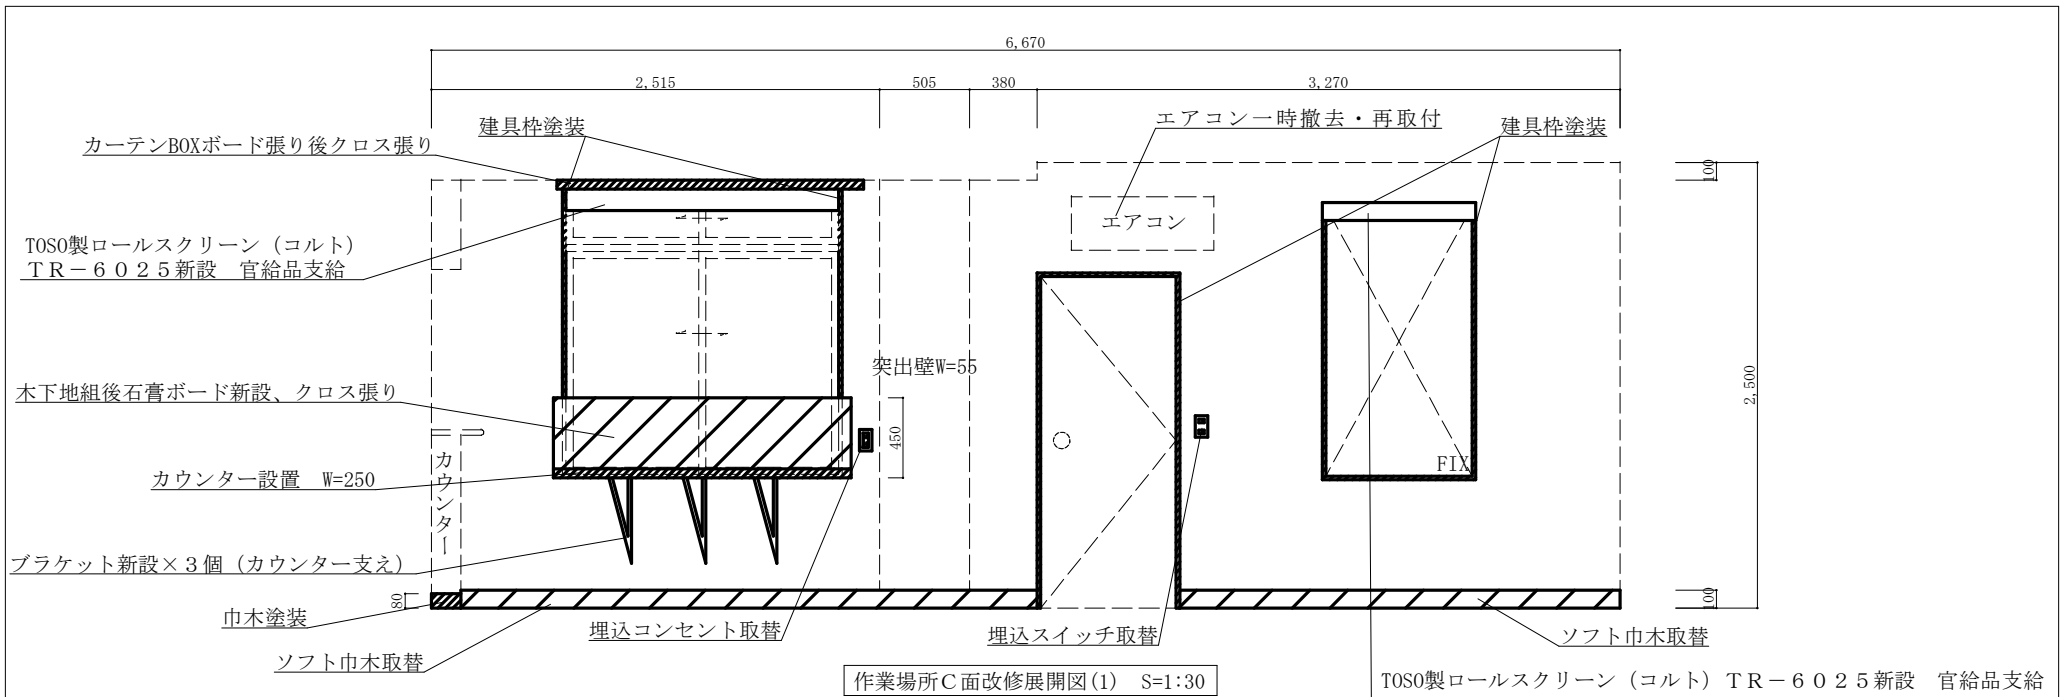 6,670
2,515
505
380
3,270
建具枠塗装
エアコン一時撤去・再取付
建具枠塗装
カーテンBOXボード張り後クロス張り
100
エアコン
TOSO製ロールスクリーン（コルト）
ＴＲ－６０２５新設　官給品支給
突出壁W=55
2,500
木下地組後石膏ボード新設、クロス張り
450
カウンター
FIX
カウンター設置　W=250
ブラケット新設×３個（カウンター支え）
80
100
巾木塗装
埋込コンセント取替
埋込スイッチ取替
ソフト巾木取替
ソフト巾木取替
作業場所Ｃ面改修展開図(1)　S=1:30
TOSO製ロールスクリーン（コルト）ＴＲ－６０２５新設　官給品支給